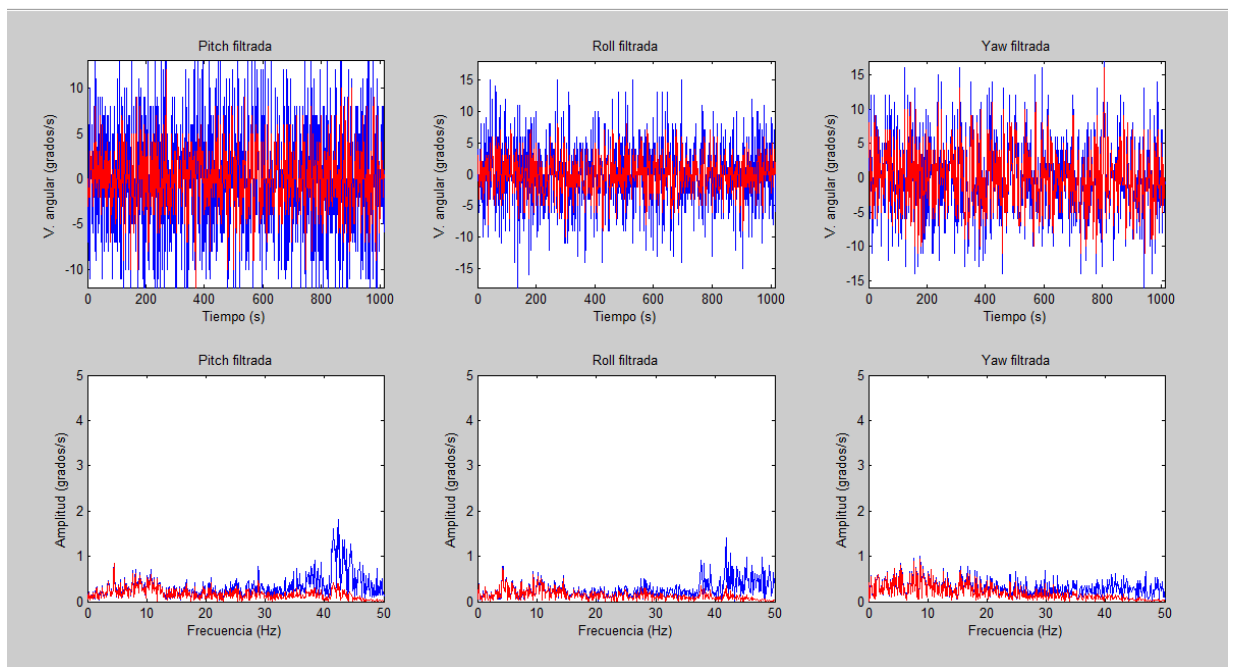 Pitch filtrada
10
5
0
-5
-10
V. angular (grados/s)
0 200 400 600 800 1000
Tiempo (s)
Roll filtrada
15
10
5
0
-5
-10
-15
V. angular (grados/s)
0 200 400 600 800 1000
Tiempo (s)
Yaw filtrada
15
10
5
0
-5
-10
-15
V. angular (grados/s)
0 200 400 600 800 1000
Tiempo (s)
Pitch filtrada
5
4
3
2
1
0
Amplitud (grados/s)
0 10 20 30 40 50
Frecuencia (Hz)
Roll filtrada
5
4
3
2
1
0
Amplitud (grados/s)
0 10 20 30 40 50
Frecuencia (Hz)
Yaw filtrada
5
4
3
2
1
0
Amplitud (grados/s)
0 10 20 30 40 50
Frecuencia (Hz)